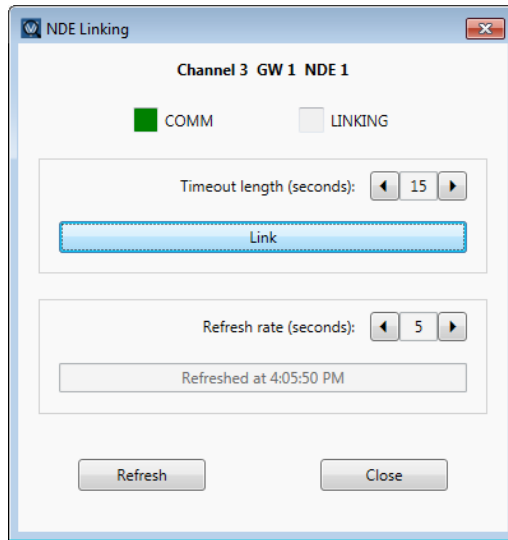 NDE Linking
Channel 3 GW 1 NDE 1
COMM LINKING
Timeout length (seconds): 15
Link
Refresh rate (seconds): 5
Refreshed at 4:05:50 PM
Refresh Close